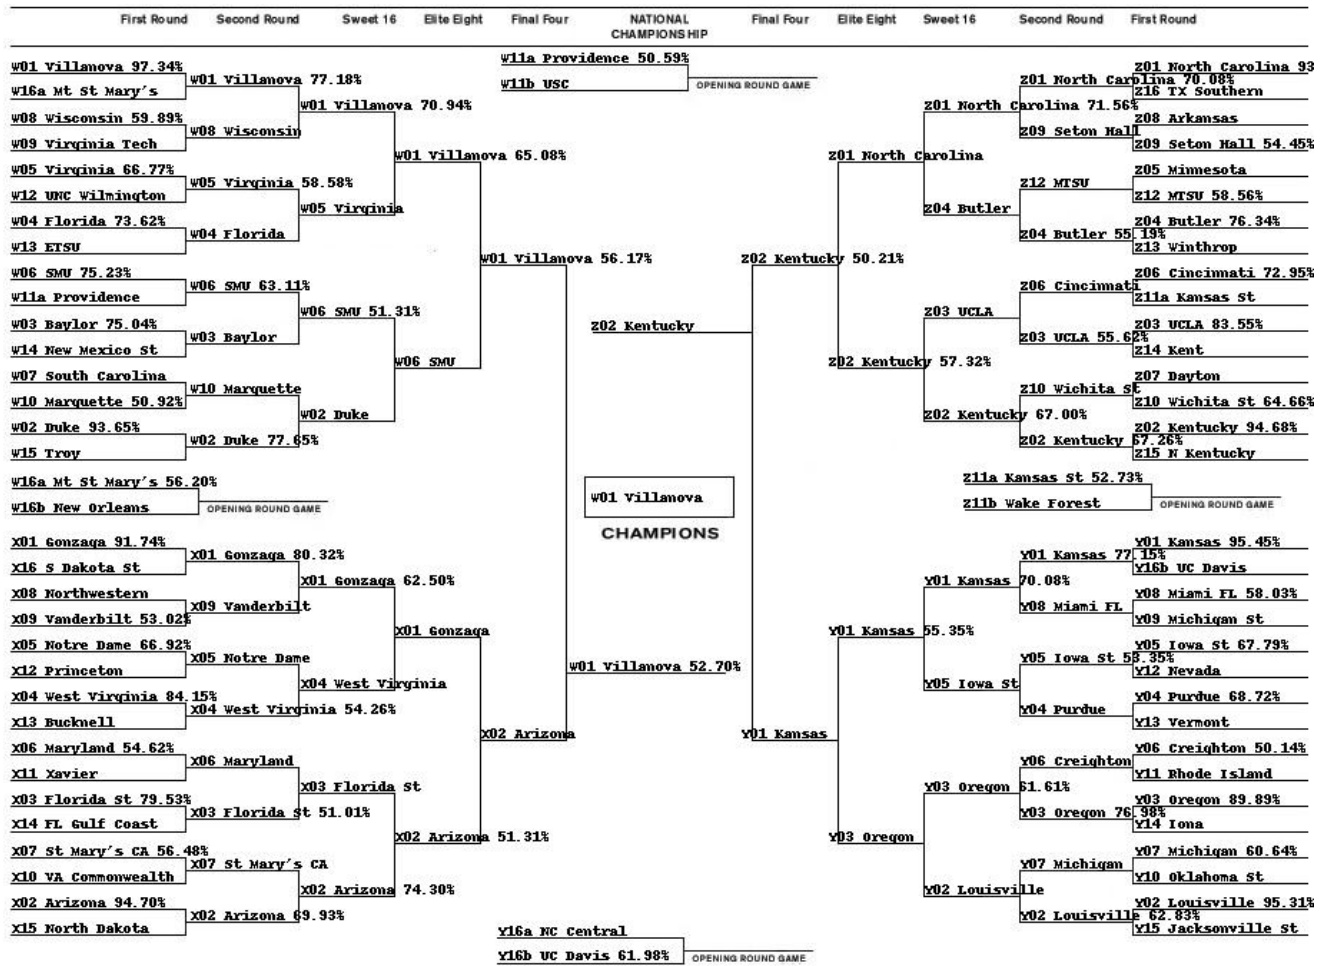 First Round Second Round Sweet 16 Elite Eight Final Four NATIONAL CHAMPIONSHIP Final Four Elite Eight Sweet 16 Second Round First Round
W11a Providence 50.59%
W11b USC
OPENING ROUND GAME
W01 Villanova 97.34%
W16a Mt St Mary's
W08 Wisconsin 59.89%
W09 Virginia Tech
W05 Virginia 66.77%
W12 UNC Wilmington
W04 Florida 73.62%
W13 ETSU
W06 SMU 75.23%
W11a Providence
W03 Baylor 75.04%
W14 New Mexico St
W07 South Carolina
W10 Marquette 50.92%
W02 Duke 93.65%
W15 Troy
W01 Villanova 77.18%
W08 Wisconsin
W05 Virginia 58.58%
W04 Florida
W06 SMU 63.11%
W03 Baylor
W10 Marquette
W02 Duke 77.65%
W01 Villanova 70.94%
W05 Virginia
W06 SMU 51.31%
W02 Duke
W01 Villanova 65.08%
W06 SMU
W01 Villanova 56.17%
W16a Mt St Mary's 56.20%
W16b New Orleans
OPENING ROUND GAME
X01 Gonzaga 91.74%
X16 S Dakota St
X08 Northwestern
X09 Vanderbilt 53.02%
X05 Notre Dame 66.92%
X12 Princeton
X04 West Virginia 84.15%
X13 Bucknell
X06 Maryland 54.62%
X11 Xavier
X03 Florida St 79.53%
X14 FL Gulf Coast
X07 St Mary's CA 56.48%
X10 VA Commonwealth
X02 Arizona 94.70%
X15 North Dakota
X01 Gonzaga 80.32%
X09 Vanderbilt
X05 Notre Dame
X04 West Virginia 54.26%
X06 Maryland
X03 Florida St 51.01%
X07 St Mary's CA
X02 Arizona 69.93%
X01 Gonzaga 62.50%
X04 West Virginia
X03 Florida St
X02 Arizona 74.30%
X01 Gonzaga
X02 Arizona 51.31%
X02 Arizona
Z02 Kentucky
W01 Villanova
CHAMPIONS
W01 Villanova 52.70%
Z02 Kentucky 50.21%
Y01 Kansas
Z01 North Carolina
Z02 Kentucky 57.32%
Z01 North Carolina 71.56%
Z04 Butler
Z03 UCLA
Z02 Kentucky 67.00%
Z01 North Carolina 70.08%
Z09 Seton Hall
Z12 MTSU
Z04 Butler 55.19%
Z06 Cincinnati
Z03 UCLA 55.62%
Z10 Wichita St
Z02 Kentucky 67.26%
Z01 North Carolina 93
Z16 TX Southern
Z08 Arkansas
Z09 Seton Hall 54.45%
Z05 Minnesota
Z12 MTSU 58.56%
Z04 Butler 76.34%
Z13 Winthrop
Z06 Cincinnati 72.95%
Z11a Kansas St
Z03 UCLA 83.55%
Z14 Kent
Z07 Dayton
Z10 Wichita St 64.66%
Z02 Kentucky 94.68%
Z15 N Kentucky
Z11a Kansas St 52.73%
Z11b Wake Forest
OPENING ROUND GAME
Y01 Kansas 55.35%
Y03 Oregon
Y01 Kansas 70.08%
Y05 Iowa St
Y03 Oregon 61.61%
Y02 Louisville
Y01 Kansas 77.15%
Y08 Miami FL
Y05 Iowa St 53.35%
Y04 Purdue
Y06 Creighton
Y03 Oregon 76.98%
Y07 Michigan
Y02 Louisville 62.83%
Y01 Kansas 95.45%
Y16b UC Davis
Y08 Miami FL 58.03%
Y09 Michigan St
Y05 Iowa St 67.79%
Y12 Nevada
Y04 Purdue 68.72%
Y13 Vermont
Y06 Creighton 50.14%
Y11 Rhode Island
Y03 Oregon 89.89%
Y14 Iona
Y07 Michigan 60.64%
Y10 Oklahoma St
Y02 Louisville 95.31%
Y15 Jacksonville St
Y16a NC Central
Y16b UC Davis 61.98%
OPENING ROUND GAME